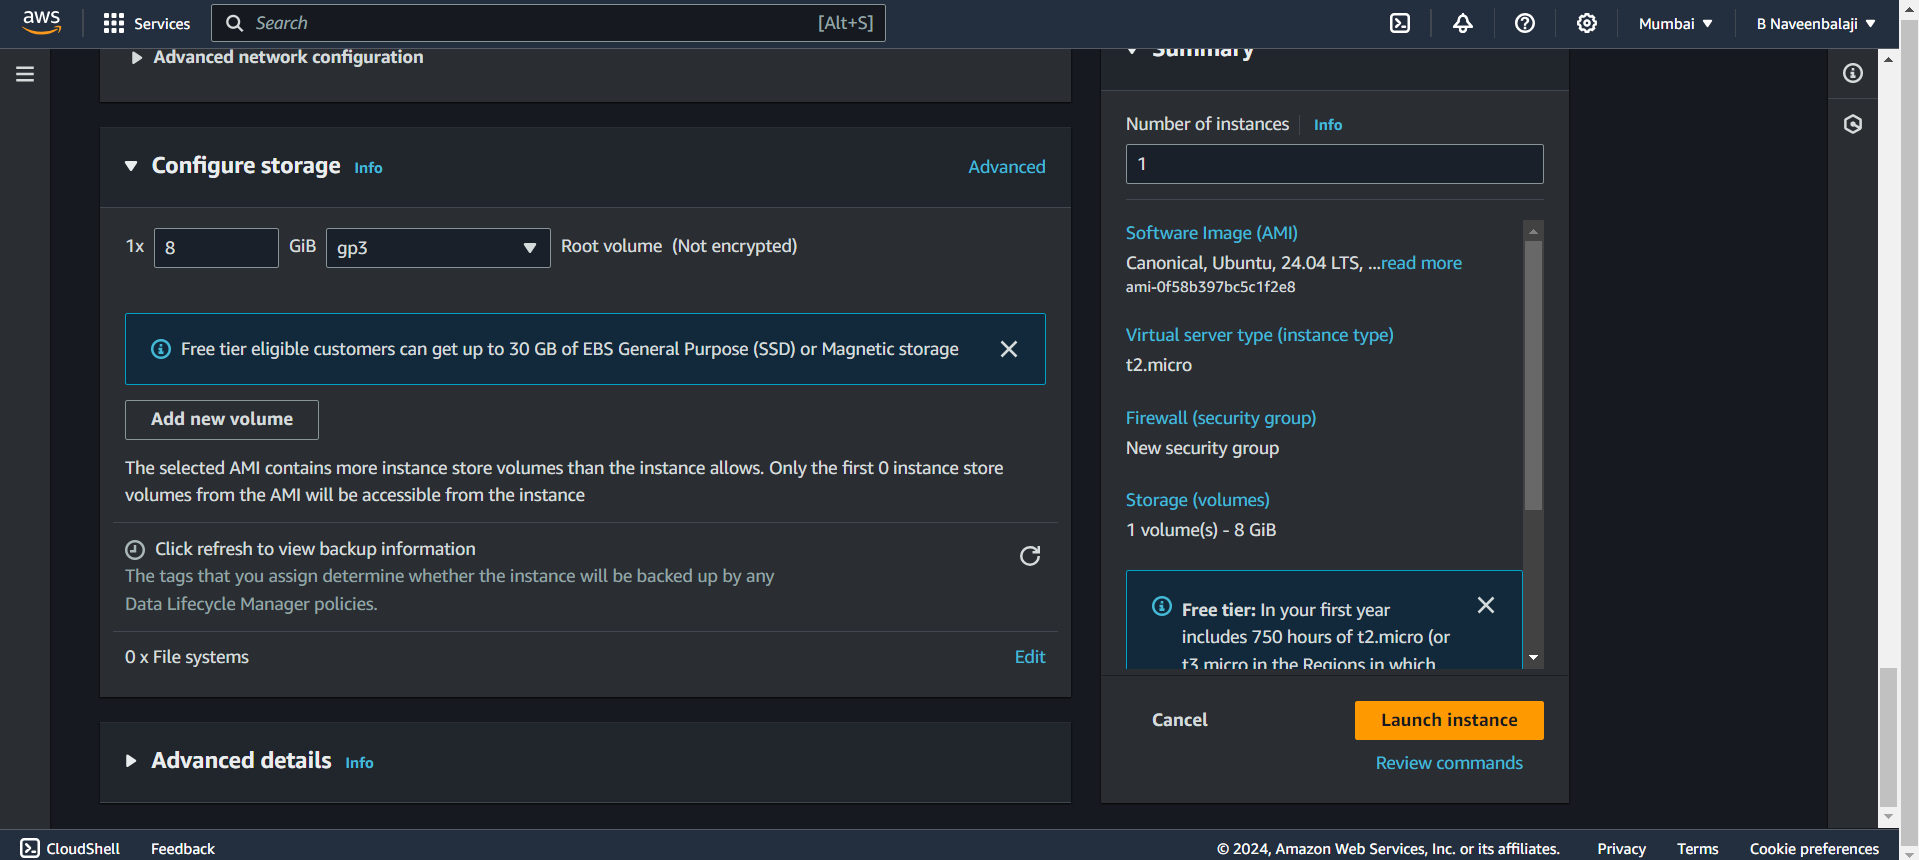 aws
Services
Search
[Alt+S]
Mumbai
B Naveenbalaji
Advanced network configuration
Configure storage
Info
Advanced
1x
8
GiB
gp3
Root volume (Not encrypted)
Free tier eligible customers can get up to 30 GB of EBS General Purpose (SSD) or Magnetic storage
Add new volume
The selected AMI contains more instance store volumes than the instance allows. Only the first 0 instance store
volumes from the AMI will be accessible from the instance
Click refresh to view backup information
The tags that you assign determine whether the instance will be backed up by any
Data Lifecycle Manager policies.
0 x File systems
Edit
Advanced details
Info
Summary
Number of instances
Info
1
Software Image (AMI)
Canonical, Ubuntu, 24.04 LTS, ...read more
ami-0f58b397bc5c1f2e8
Virtual server type (instance type)
t2.micro
Firewall (security group)
New security group
Storage (volumes)
1 volume(s) - 8 GiB
Free tier: In your first year
includes 750 hours of t2.micro (or
t3.micro in the Regions in which
Cancel
Launch instance
Review commands
CloudShell
Feedback
© 2024, Amazon Web Services, Inc. or its affiliates.
Privacy
Terms
Cookie preferences